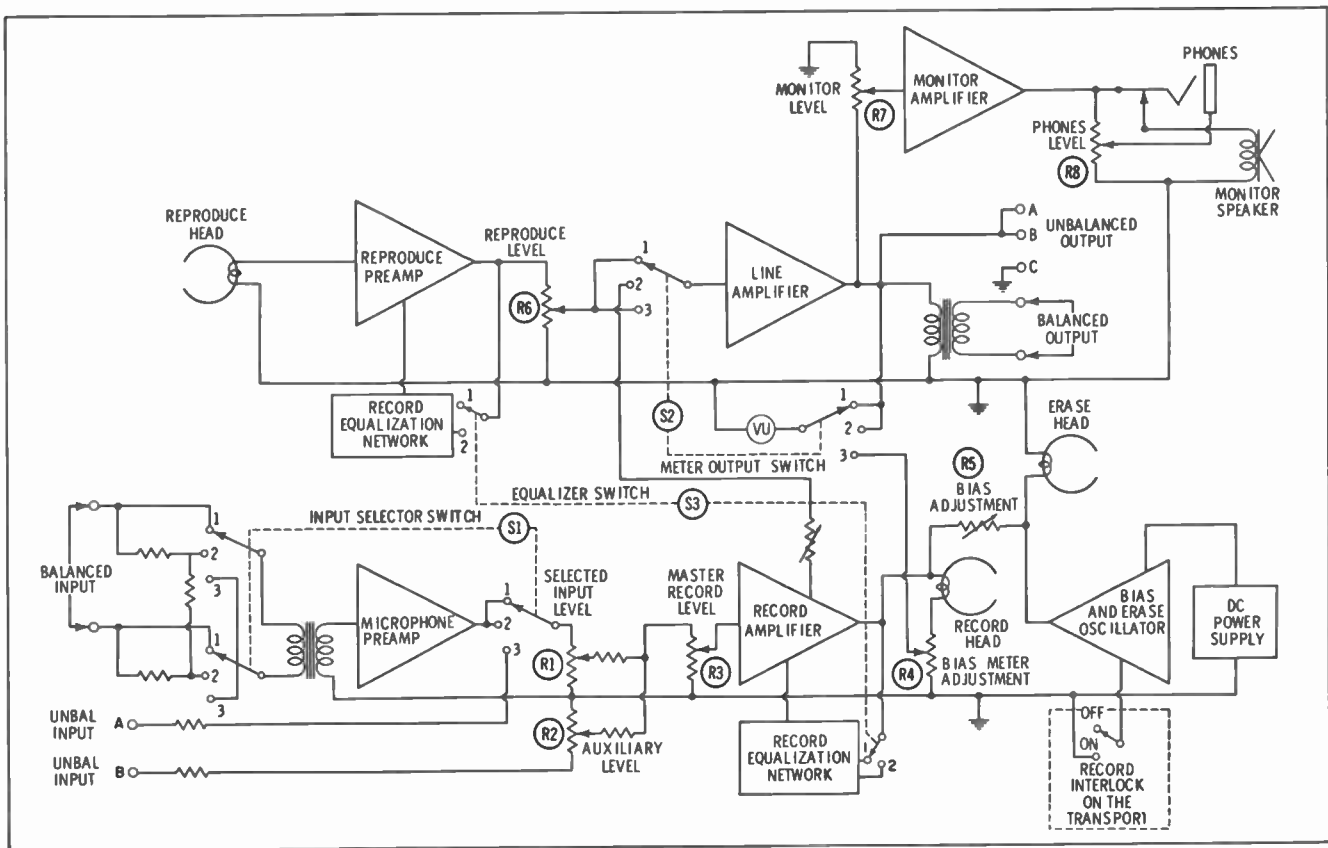 PHONES
MONITOR
LEVEL
R7
MONITOR
AMPLIFIER
PHONES
LEVEL
R8
MONITOR
SPEAKER
REPRODUCE
HEAD
REPRODUCE
PREAMP
REPRODUCE
LEVEL
R6
1
2
3
LINE
AMPLIFIER
A
B
UNBALANCED
OUTPUT
C
BALANCED
OUTPUT
RECORD
EQUALIZATION
NETWORK
1
2
S2
VU
1
2
3
METER OUTPUT SWITCH
ERASE
HEAD
R5
BIAS
ADJUSTMENT
EQUALIZER SWITCH
S3
INPUT SELECTOR SWITCH
S1
BALANCED
INPUT
1
2
3
1
2
3
MICROPHONE
PREAMP
1
2
3
SELECTED
INPUT
LEVEL
R1
MASTER
RECORD
LEVEL
R3
RECORD
AMPLIFIER
RECORD
HEAD
R4
BIAS METER
ADJUSTMENT
BIAS
AND ERASE
OSCILLATOR
DC
POWER
SUPPLY
UNBAL
INPUT
A
R2
AUXILIARY
LEVEL
UNBAL
INPUT
B
RECORD
EQUALIZATION
NETWORK
2
OFF
ON
RECORD
INTERLOCK
ON THE
TRANSPORT